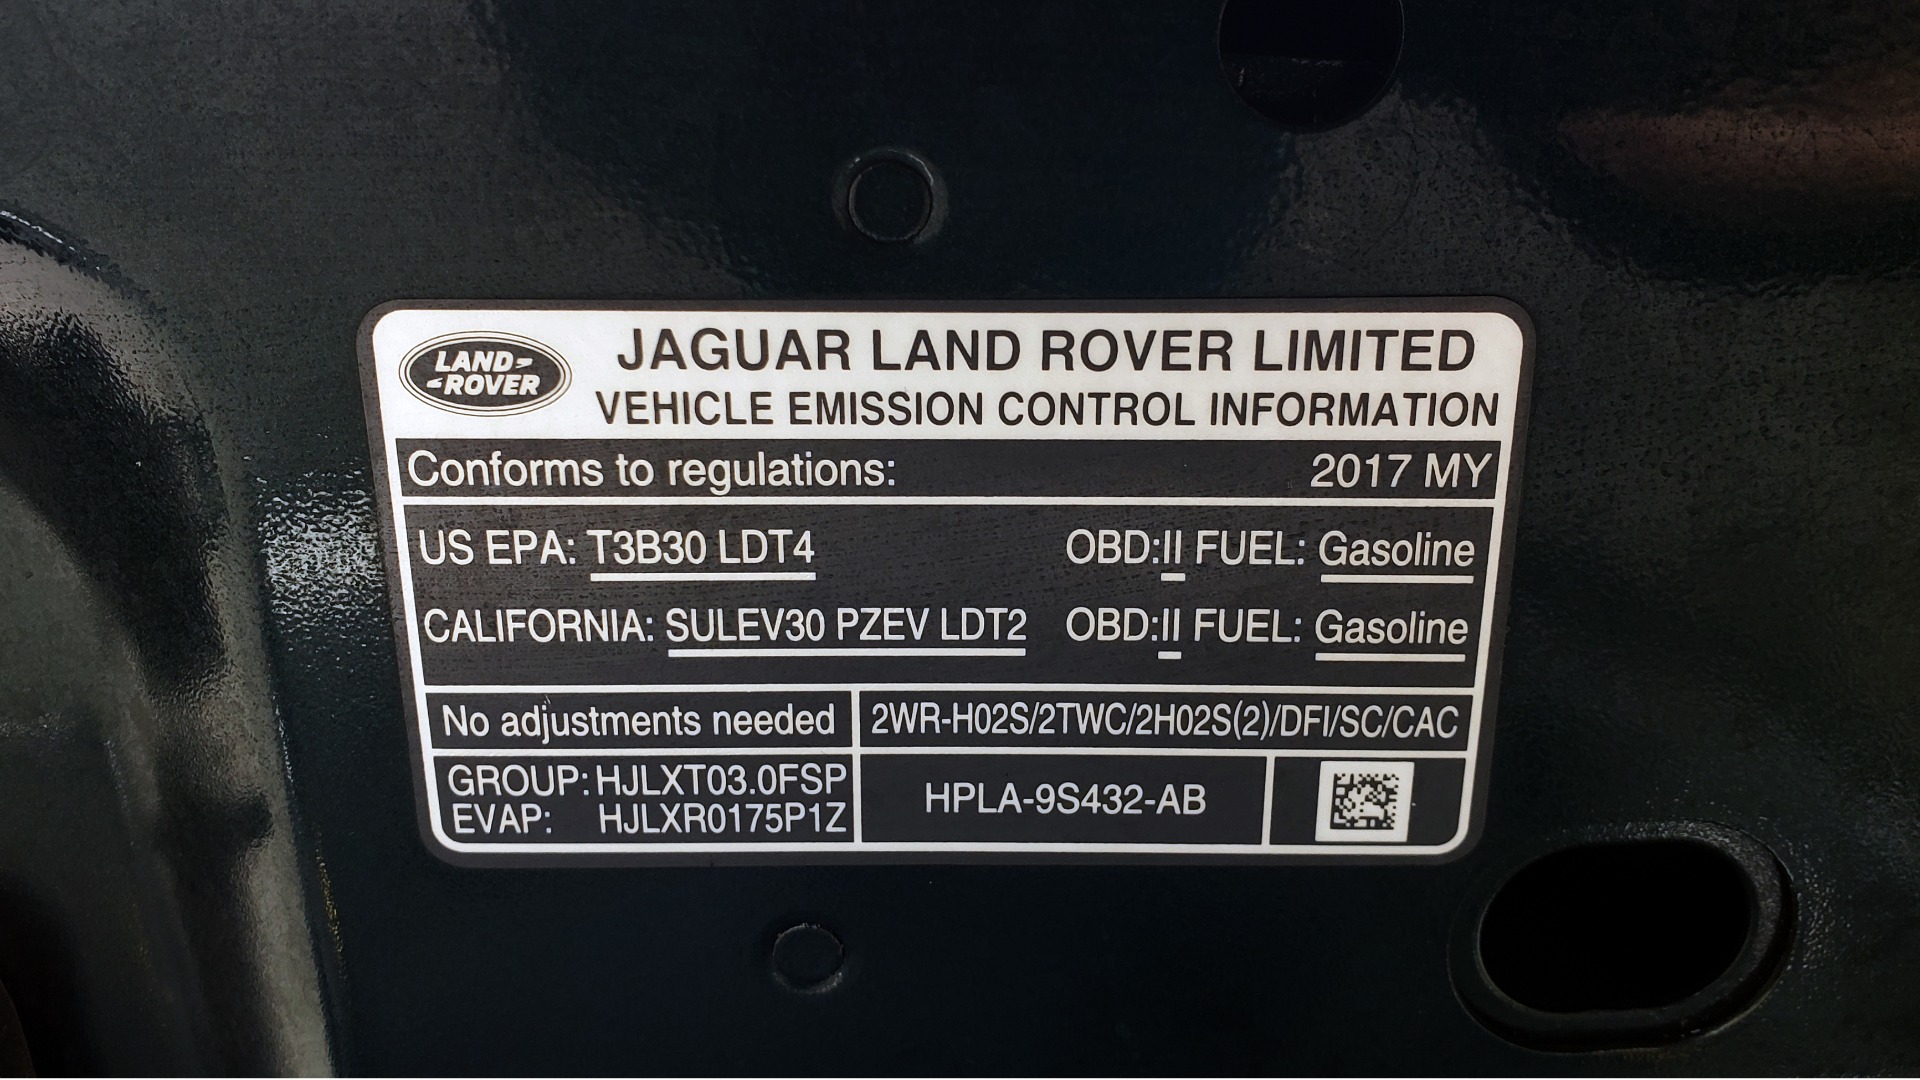 LAND ROVER
JAGUAR LAND ROVER LIMITED
VEHICLE EMISSION CONTROL INFORMATION
Conforms to regulations: 2017 MY
US EPA: T3B30 LDT4 OBD:II FUEL: Gasoline
CALIFORNIA: SULEV30 PZEV LDT2 OBD:II FUEL: Gasoline
No adjustments needed 2WR-H02S/2TWC/2H02S(2)/DFI/SC/CAC
GROUP: HJLXT03.0FSP
EVAP: HJLXR0175P1Z
HPLA-9S432-AB